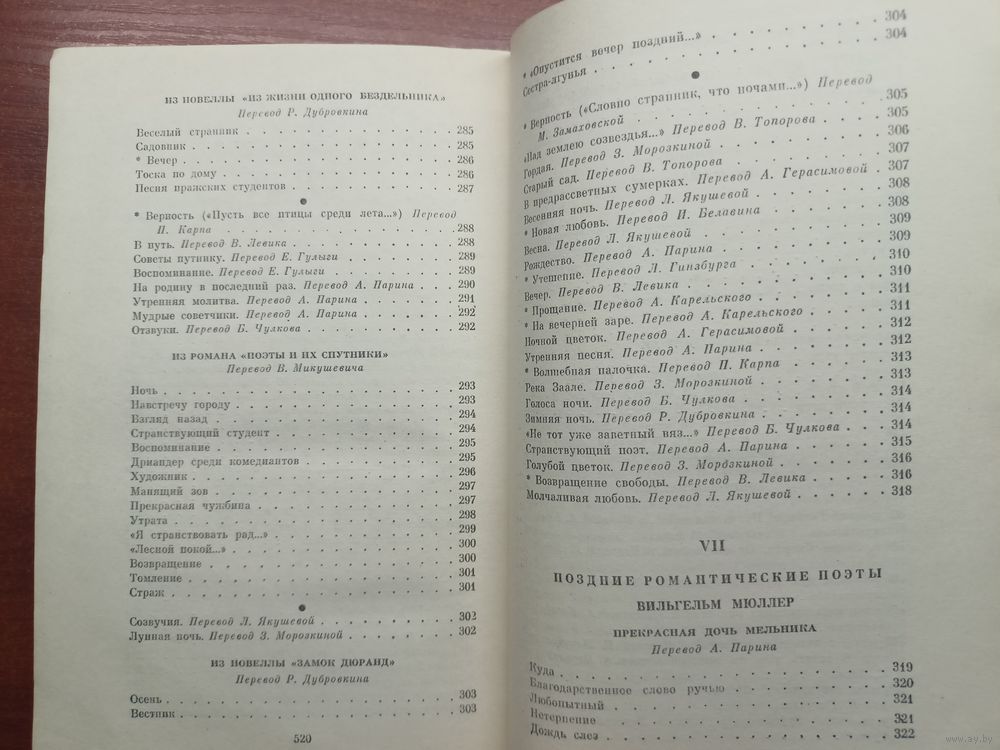 ИЗ НОВЕЛЛЫ «ИЗ ЖИЗНИ ОДНОГО БЕЗДЕЛЬНИКА»
Перевод Р. Дубровкина
Веселый странник . . . 285
Садовник . . . 285
* Вечер . . . 286
Тоска по дому . . . 286
Песня пражских студентов . . . 287
●
* Верность («Пусть все птицы среди лета...») Перевод
П. Карпа . . . 288
В путь. Перевод В. Левика . . . 288
Советы путнику. Перевод Е. Гулыги . . . 289
Воспоминание. Перевод Е. Гулыги . . . 289
На родину в последний раз. Перевод А. Парина . . . 290
Утренняя молитва. Перевод А. Парина . . . 291
Мудрые советчики. Перевод А. Парина . . . 292
Отзвуки. Перевод Б. Чулкова . . . 292
ИЗ РОМАНА «ПОЭТЫ И ИХ СПУТНИКИ»
Перевод В. Микушевича
Ночь . . . 293
Навстречу городу . . . 293
Взгляд назад . . . 294
Странствующий студент . . . 294
Воспоминание . . . 295
Дриандер среди комедиантов . . . 295
Художник . . . 296
Манящий зов . . . 297
Прекрасная чужбина . . . 297
Утрата . . . 298
«Я странствовать рад...» . . . 299
«Лесной покой...» . . . 300
Возвращение . . . 300
Томление . . . 301
Страж . . . 301
●
Созвучия. Перевод Л. Якушевой . . . 302
Лунная ночь. Перевод З. Морозкиной . . . 302
ИЗ НОВЕЛЛЫ «ЗАМОК ДЮРАНД»
Перевод Р. Дубровкина
Осень . . . 303
Вестник . . . 303
520
* «Опустится вечер поздний...» . . . 304
Сестра-лгунья . . . 304
●
* Верность («Словно странник, что ночами...») Перевод
М. Замаховской . . . 305
«Над землею созвездья...» Перевод В. Топорова . . . 305
Гордая. Перевод З. Морозкиной . . . 306
Старый сад. Перевод В. Топорова . . . 307
В предрассветных сумерках. Перевод А. Герасимовой . . . 307
Весенняя ночь. Перевод Л. Якушевой . . . 308
* Новая любовь. Перевод И. Белавина . . . 308
Весна. Перевод Л. Якушевой . . . 309
Рождество. Перевод А. Парина . . . 309
* Утешение. Перевод Л. Гинзбурга . . . 310
Вечер. Перевод В. Левика . . . 310
* Прощание. Перевод А. Карельского . . . 311
* На вечерней заре. Перевод А. Карельского . . . 311
Ночной цветок. Перевод А. Герасимовой . . . 312
Утренняя песня. Перевод А. Парина . . . 312
* Волшебная палочка. Перевод П. Карпа . . . 313
Река Заале. Перевод З. Морозкиной . . . 313
Голоса ночи. Перевод Б. Чулкова . . . 314
Зимняя ночь. Перевод Р. Дубровкина . . . 314
«Не тот уже заветный вяз...» Перевод Б. Чулкова . . . 314
Странствующий поэт. Перевод А. Парина . . . 315
Голубой цветок. Перевод З. Морозкиной . . . 316
* Возвращение свободы. Перевод В. Левика . . . 316
Молчаливая любовь. Перевод Л. Якушевой . . . 318
VII
ПОЗДНИЕ РОМАНТИЧЕСКИЕ ПОЭТЫ
ВИЛЬГЕЛЬМ МЮЛЛЕР
ПРЕКРАСНАЯ ДОЧЬ МЕЛЬНИКА
Перевод А. Парина
Куда . . . 319
Благодарственное слово ручью . . . 320
Любопытный . . . 321
Нетерпение . . . 321
Дождь слез . . . 322
www.ay.by